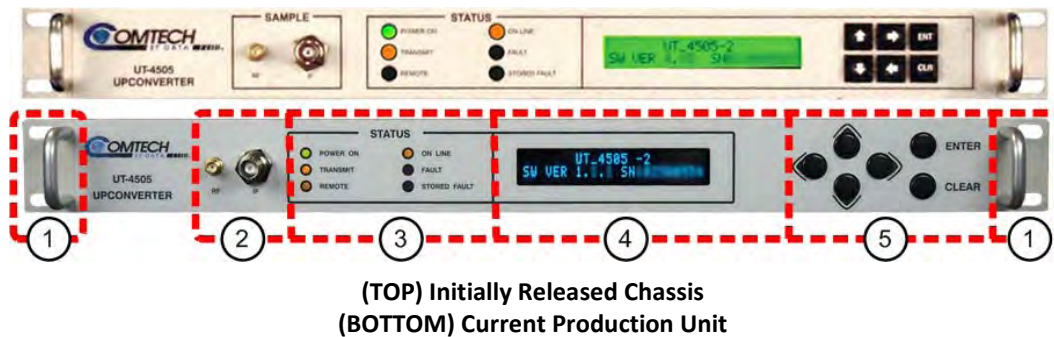 SAMPLE
STATUS
COMTECH
EF DATA
POWER ON
ON LINE
UT_4505-2
SW VER 1. SN
ENT
TRANSMIT
FAULT
UT-4505
UPCONVERTER
RF
IF
REMOTE
STORED FAULT
CLR
STATUS
COMTECH
EF DATA
POWER ON
ON LINE
UT_4505 -2
SW VER 1. . SN
ENTER
UT-4505
UPCONVERTER
TRANSMIT
FAULT
RF
IF
REMOTE
STORED FAULT
CLEAR
1
2
3
4
5
1
(TOP) Initially Released Chassis
(BOTTOM) Current Production Unit